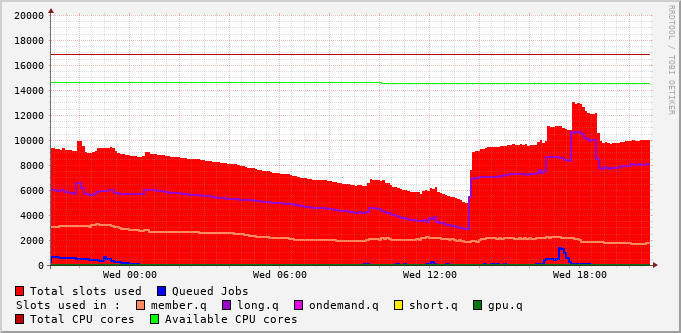 20000
18000
16000
14000
12000
10000
8000
6000
4000
2000
0
Wed 00:00 Wed 06:00 Wed 12:00 Wed 18:00
RRDTOOL / TOBI OETIKER
Total slots used Queued Jobs
Slots used in : member.q long.q ondemand.q short.q gpu.q
Total CPU cores Available CPU cores